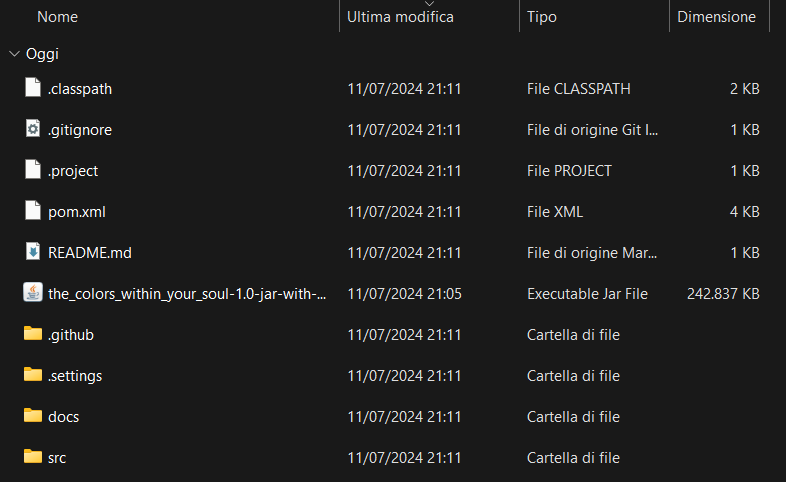 Nome Ultima modifica Tipo Dimensione
Oggi
.classpath 11/07/2024 21:11 File CLASSPATH 2 KB
.gitignore 11/07/2024 21:11 File di origine Git I... 1 KB
.project 11/07/2024 21:11 File PROJECT 1 KB
pom.xml 11/07/2024 21:11 File XML 4 KB
README.md 11/07/2024 21:11 File di origine Mar... 1 KB
the_colors_within_your_soul-1.0-jar-with-... 11/07/2024 21:05 Executable Jar File 242.837 KB
.github 11/07/2024 21:11 Cartella di file
.settings 11/07/2024 21:11 Cartella di file
docs 11/07/2024 21:11 Cartella di file
src 11/07/2024 21:11 Cartella di file